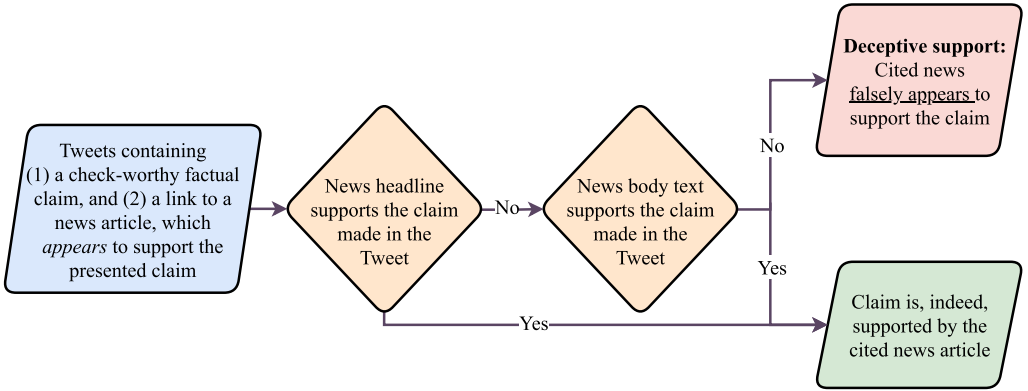 Tweets containing
(1) a check-worthy factual
claim, and (2) a link to a
news article, which
appears to support the
presented claim
News headline
supports the claim
made in the
Tweet
No
News body text
supports the claim
made in the
Tweet
No
Yes
Yes
Deceptive support:
Cited news
falsely appears to
support the claim
Claim is, indeed,
supported by the
cited news article